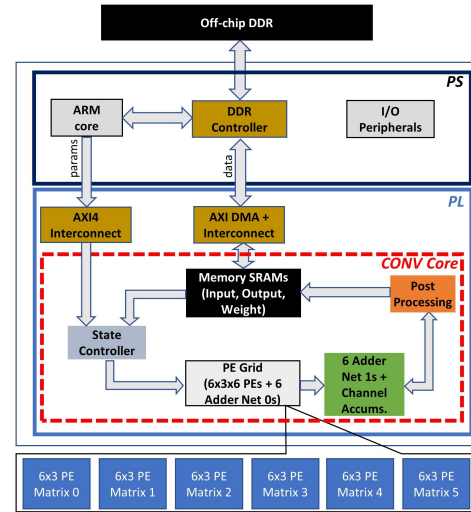 Off-chip DDR
PS
ARM
core
DDR
Controller
I/O
Peripherals
params
data
PL
AXI4
Interconnect
AXI DMA +
Interconnect
CONV Core
Memory SRAMs
(Input, Output,
Weight)
Post
Processing
State
Controller
PE Grid
(6x3x6 PEs + 6
Adder Net 0s)
6 Adder
Net 1s +
Channel
Accums.
6x3 PE
Matrix 0
6x3 PE
Matrix 1
6x3 PE
Matrix 2
6x3 PE
Matrix 3
6x3 PE
Matrix 4
6x3 PE
Matrix 5